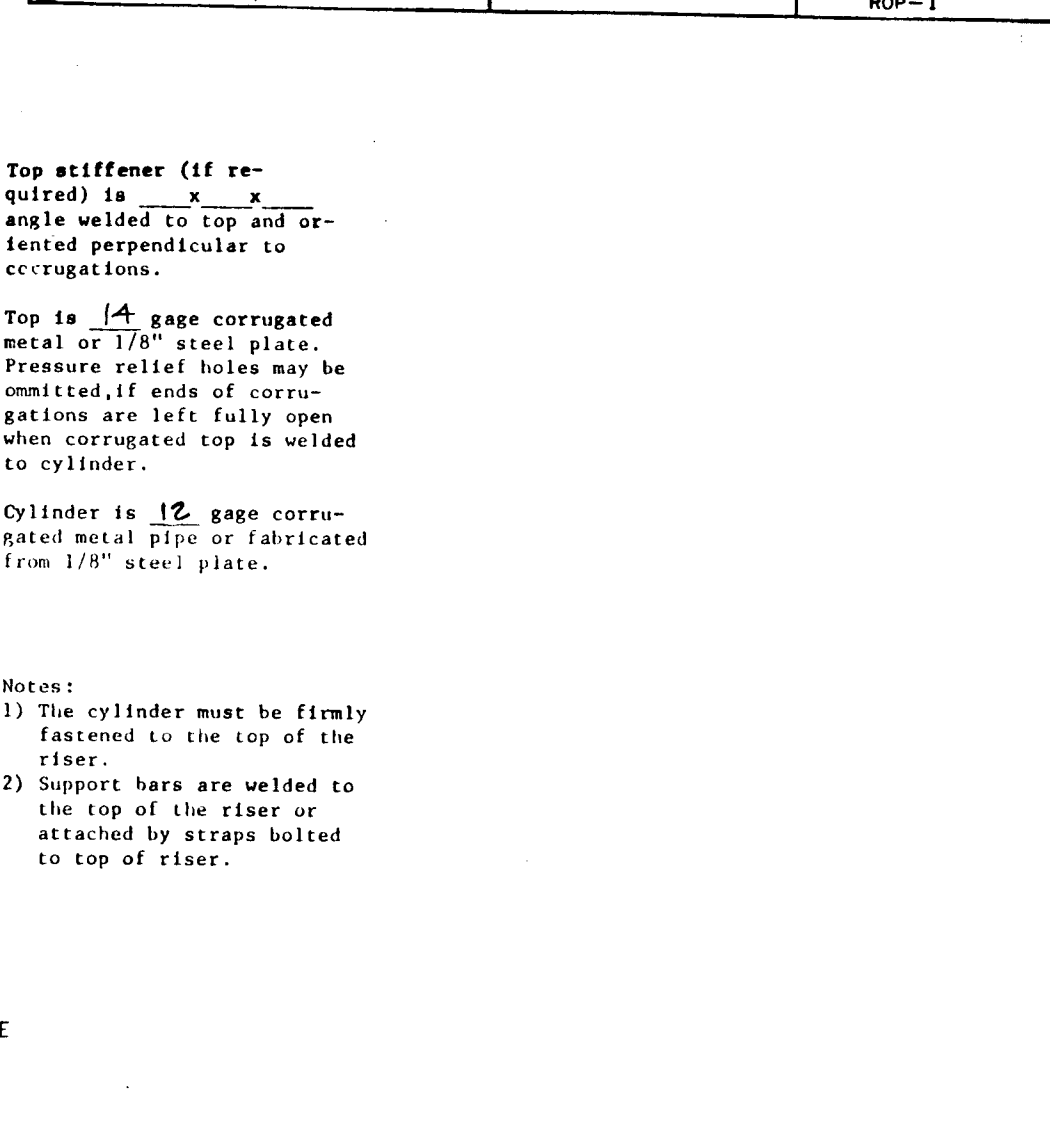 ROP-1
Top stiffener (if re-
quired) is ____x____x____
angle welded to top and or-
iented perpendicular to
corrugations.
Top is 14 gage corrugated
metal or 1/8" steel plate.
Pressure relief holes may be
ommitted,if ends of corru-
gations are left fully open
when corrugated top is welded
to cylinder.
Cylinder is 12 gage corru-
gated metal pipe or fabricated
from 1/8" steel plate.
Notes:
1) The cylinder must be firmly
fastened to the top of the
riser.
2) Support bars are welded to
the top of the riser or
attached by straps bolted
to top of riser.
E